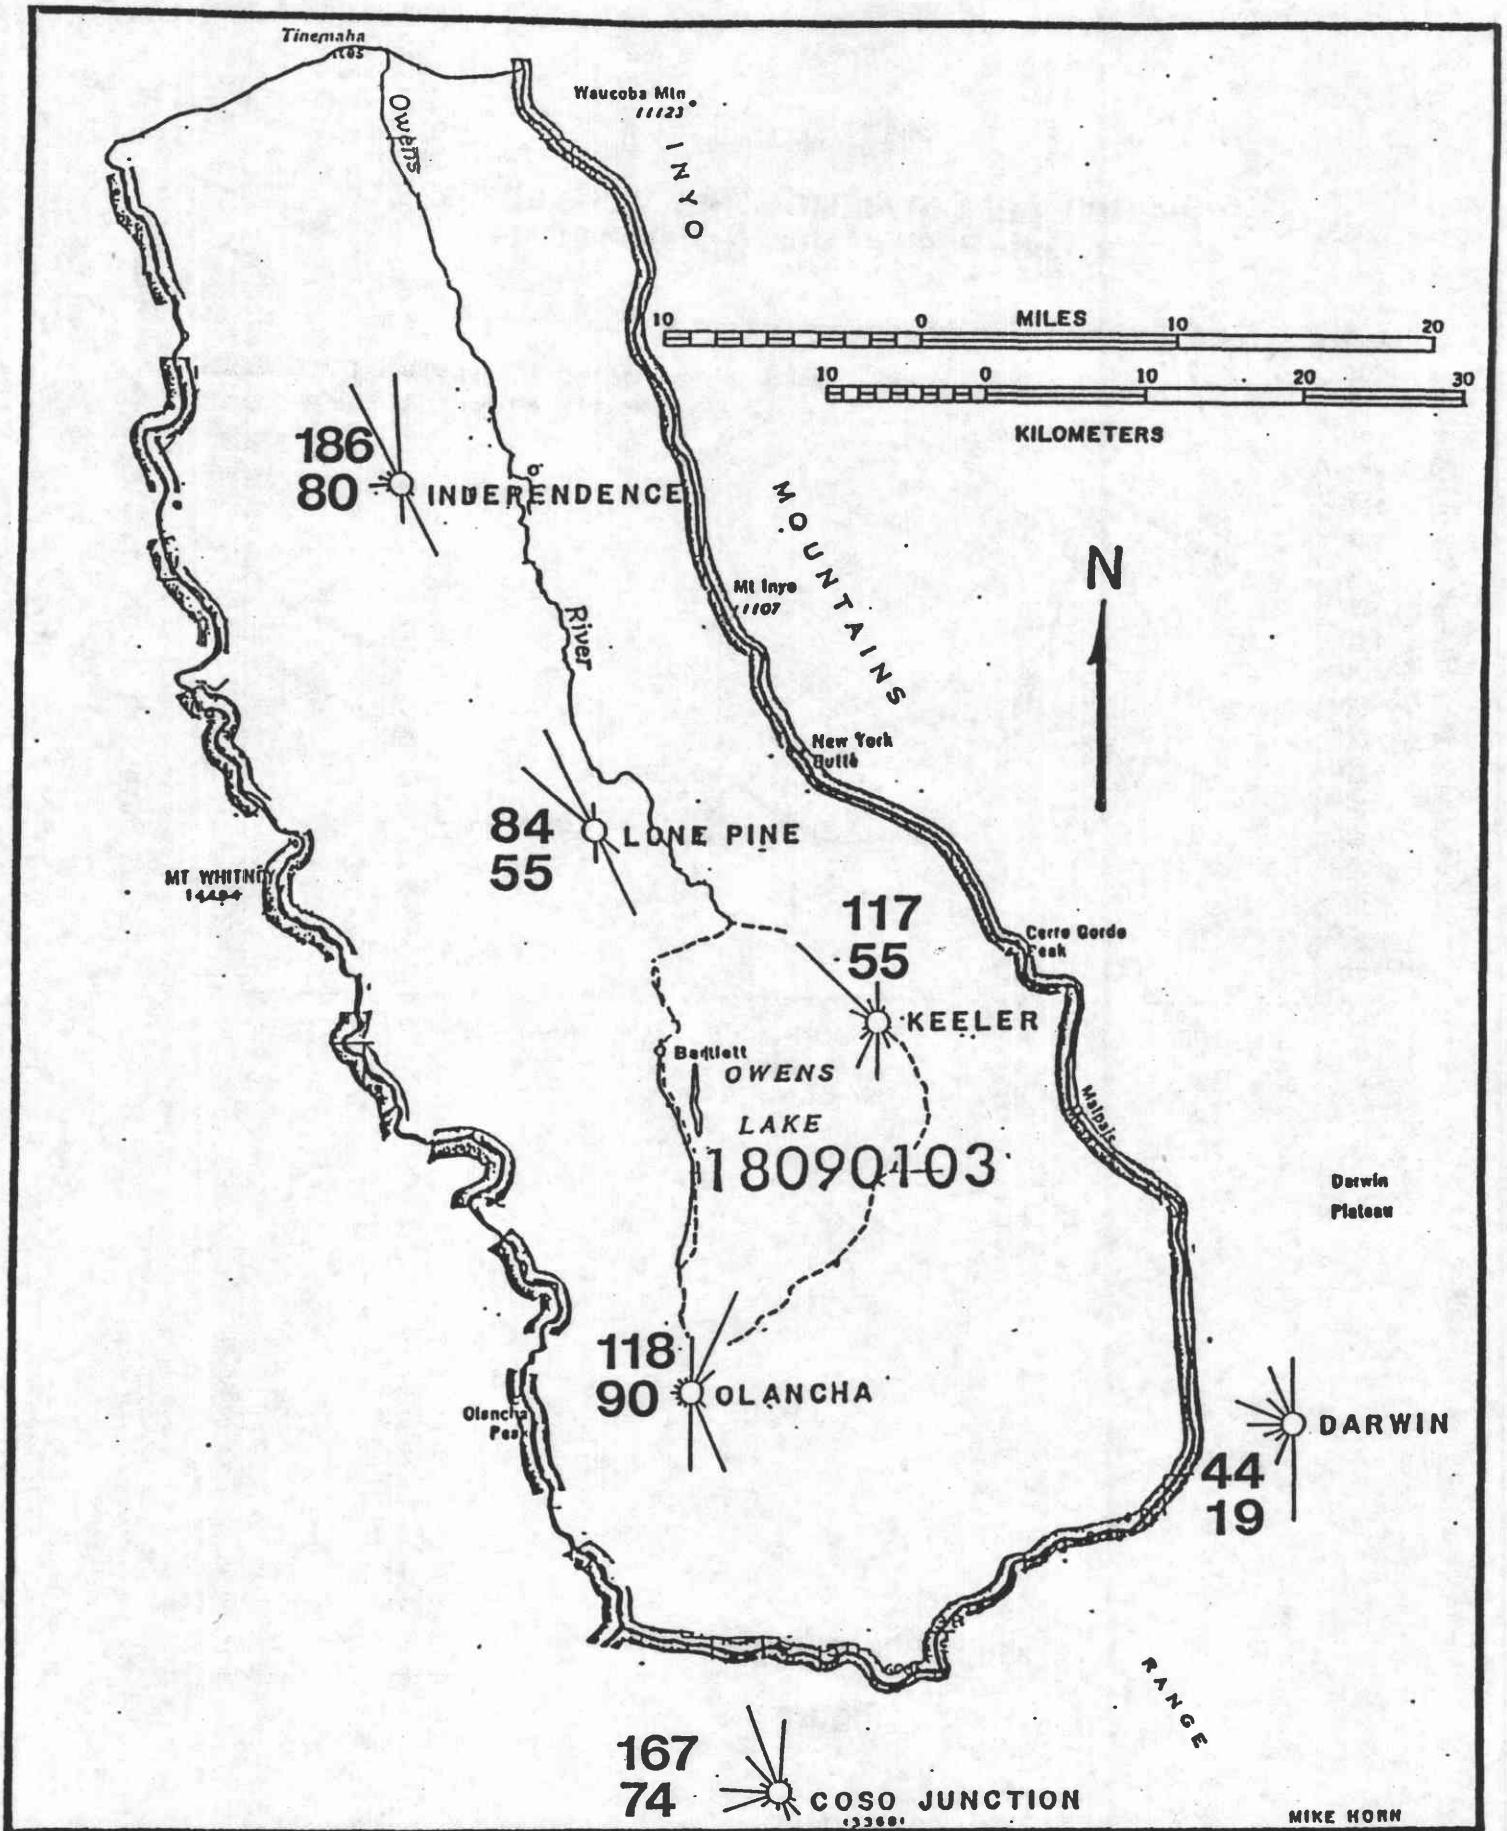 Tinemaha
Owens
Waucoba Mtn
11123
INYO
10 0 MILES 10 20
10 0 10 20 30
KILOMETERS
186
80
INDEPENDENCE
MOUNTAINS
N
Mt Inyo
1107
River
New York
Butte
84
55
LONE PINE
MT WHITNEY
117
55
Cerro Gordo
Peak
KEELER
Bartlett
OWENS
LAKE
18090103
Malpais
Darwin
Plateau
118
90
OLANCHA
Olancha
Peak
DARWIN
44
19
RANGE
167
74
COSO JUNCTION
MIKE HORN